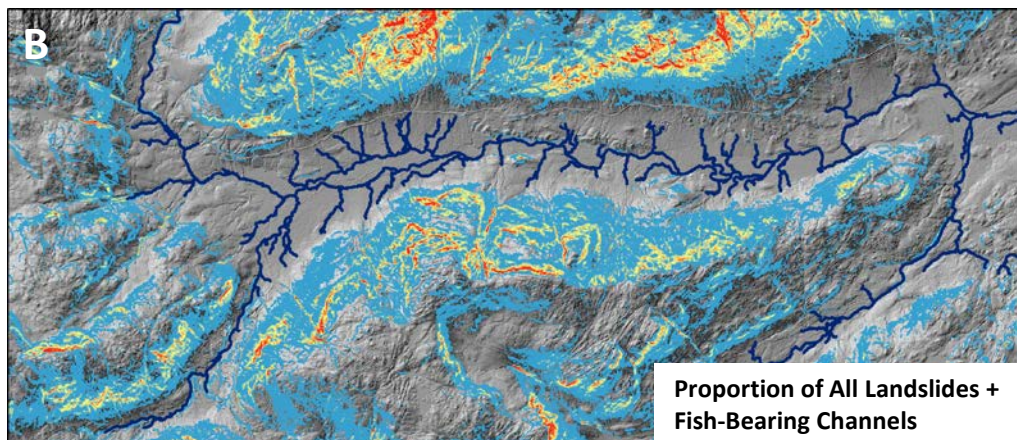 B
Proportion of All Landslides +
Fish-Bearing Channels